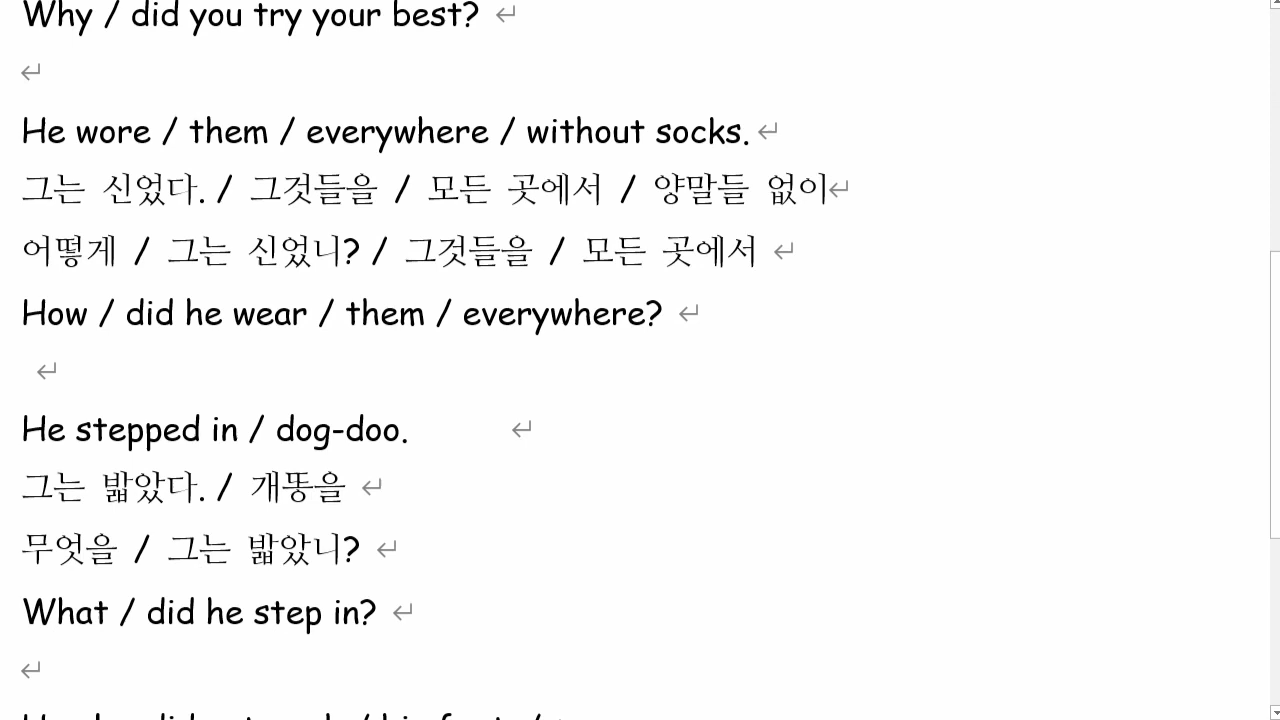 Why / did you try your best?
He wore / them / everywhere / without socks.
그는 신었다. / 그것들을 / 모든 곳에서 / 양말들 없이
어떻게 / 그는 신었니? / 그것들을 / 모든 곳에서
How / did he wear / them / everywhere?
He stepped in / dog-doo.
그는 밟았다. / 개똥을
무엇을 / 그는 밟았니?
What / did he step in?